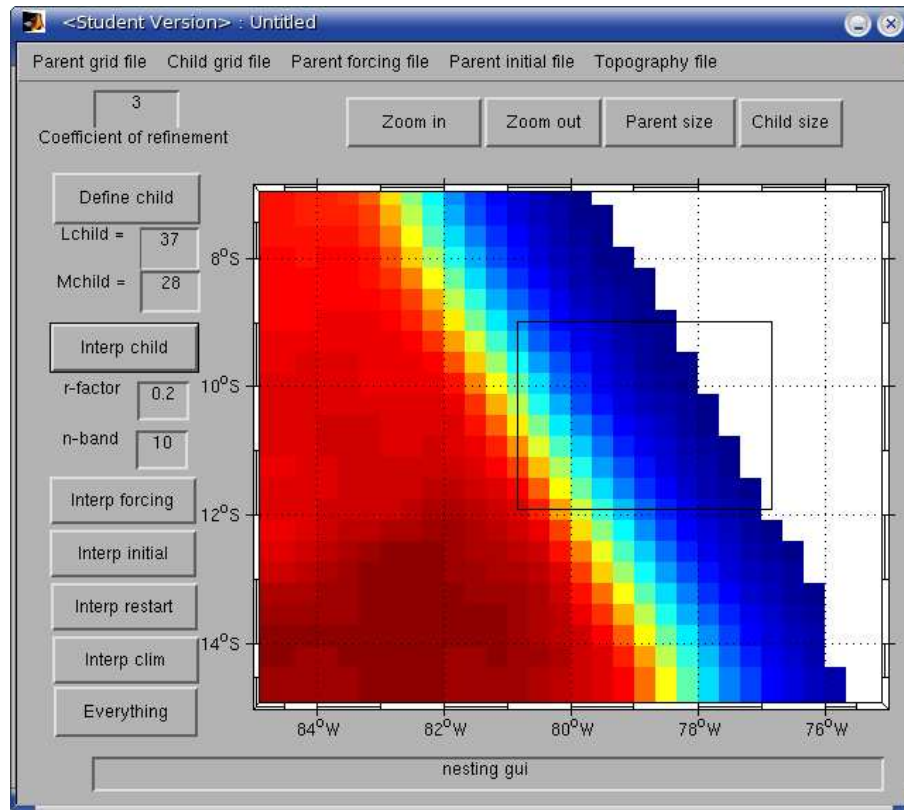 <Student Version> : Untitled
Parent grid file Child grid file Parent forcing file Parent initial file Topography file
3
Coefficient of refinement
Zoom in Zoom out Parent size Child size
Define child
Lchild = 37
Mchild = 28
Interp child
r-factor 0.2
n-band 10
Interp forcing
Interp initial
Interp restart
Interp clim
Everything
8°S
10°S
12°S
14°S
84°W 82°W 80°W 78°W 76°W
nesting gui